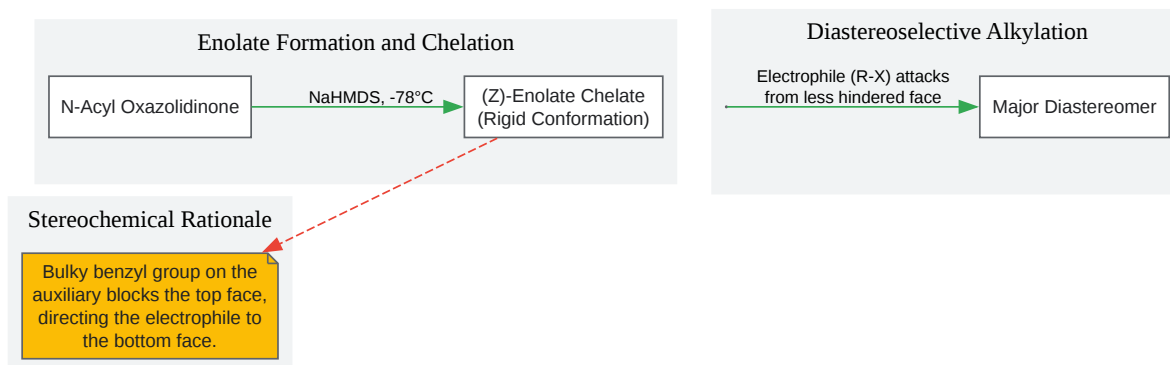 Enolate Formation and Chelation
N-Acyl Oxazolidinone
NaHMDS, -78°C
(Z)-Enolate Chelate
(Rigid Conformation)
Diastereoselective Alkylation
Electrophile (R-X) attacks
from less hindered face
Major Diastereomer
Stereochemical Rationale
Bulky benzyl group on the
auxiliary blocks the top face,
directing the electrophile to
the bottom face.